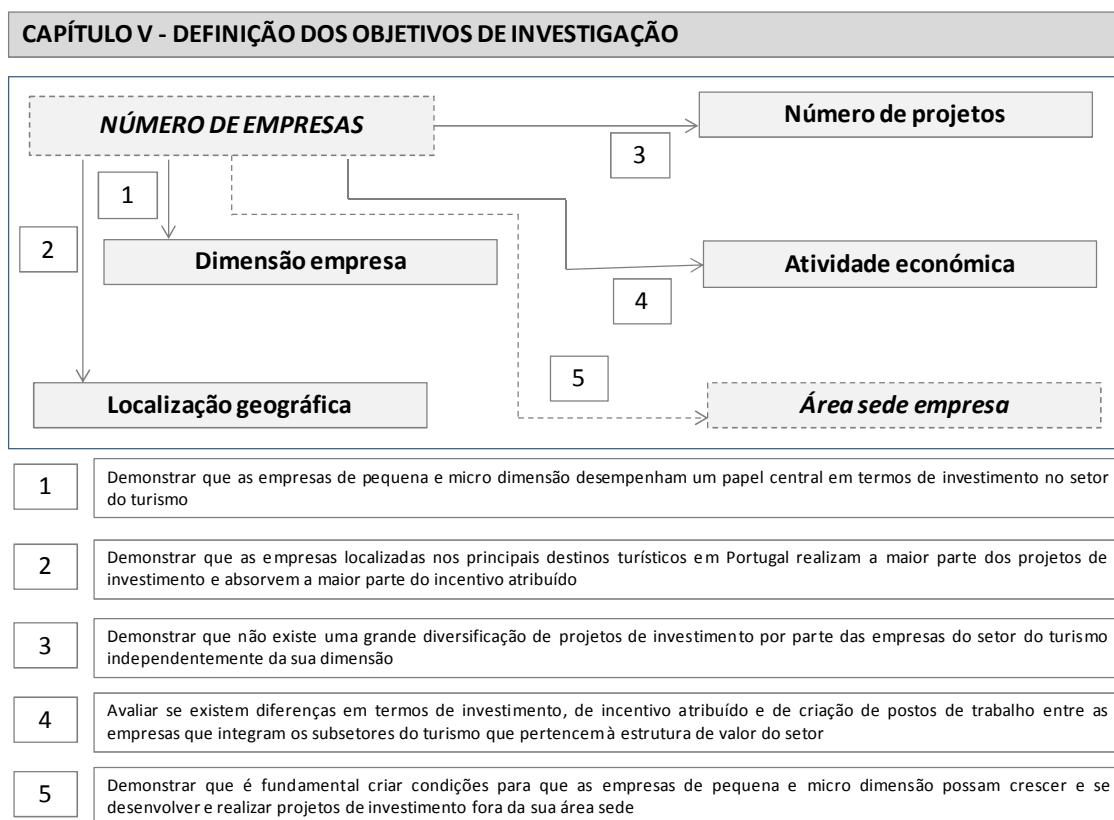 CAPÍTULO V - DEFINIÇÃO DOS OBJETIVOS DE INVESTIGAÇÃO
NÚMERO DE EMPRESAS
Número de projetos
3
1
2
Dimensão empresa
Atividade económica
4
5
Localização geográfica
Área sede empresa
1
Demonstrar que as empresas de pequena e micro dimensão desempenham um papel central em termos de investimento no setor
do turismo
2
Demonstrar que as empresas localizadas nos principais destinos turísticos em Portugal realizam a maior parte dos projetos de
investimento e absorvem a maior parte do incentivo atribuído
3
Demonstrar que não existe uma grande diversificação de projetos de investimento por parte das empresas do setor do turismo
independentemente da sua dimensão
4
Avaliar se existem diferenças em termos de investimento, de incentivo atribuído e de criação de postos de trabalho entre as
empresas que integram os subsetores do turismo que pertencem à estrutura de valor do setor
5
Demonstrar que é fundamental criar condições para que as empresas de pequena e micro dimensão possam crescer e se
desenvolver e realizar projetos de investimento fora da sua área sede